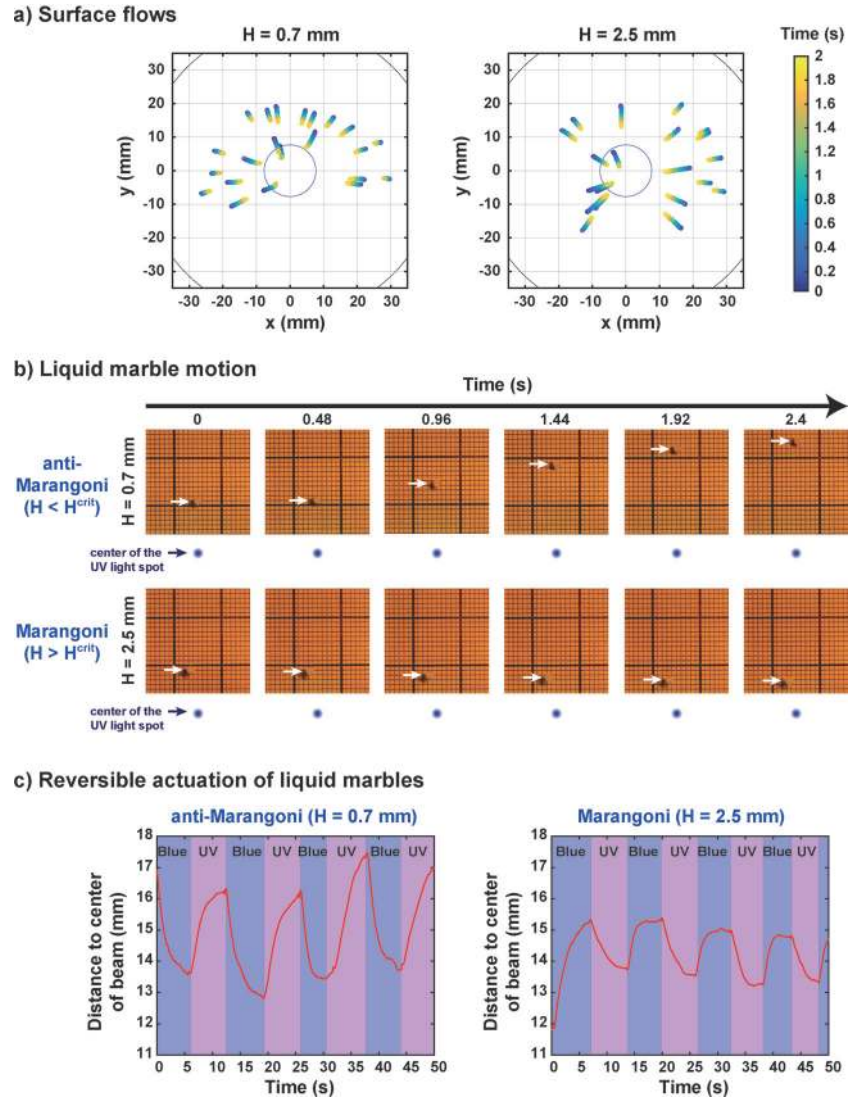 a) Surface flows
H = 0.7 mm
H = 2.5 mm
Time (s)
35
30
20
10
0
-10
-20
-30
y (mm)
-30 -20 -10 0 10 20 30
x (mm)
35
30
20
10
0
-10
-20
-30
y (mm)
-30 -20 -10 0 10 20 30
x (mm)
2
1.8
1.6
1.4
1.2
1
0.8
0.6
0.4
0.2
0
b) Liquid marble motion
Time (s)
0 0.48 0.96 1.44 1.92 2.4
anti-
Marangoni
(H < Hcrit)
H = 0.7 mm
center of the
UV light spot
Marangoni
(H > Hcrit)
H = 2.5 mm
center of the
UV light spot
c) Reversible actuation of liquid marbles
anti-Marangoni (H = 0.7 mm)
Marangoni (H = 2.5 mm)
18
17
16
15
14
13
12
11
Distance to center
of beam (mm)
Blue UV Blue UV Blue UV Blue UV
0 5 10 15 20 25 30 35 40 45 50
Time (s)
18
17
16
15
14
13
12
11
Distance to center
of beam (mm)
Blue UV Blue UV Blue UV Blue UV
0 5 10 15 20 25 30 35 40 45 50
Time (s)